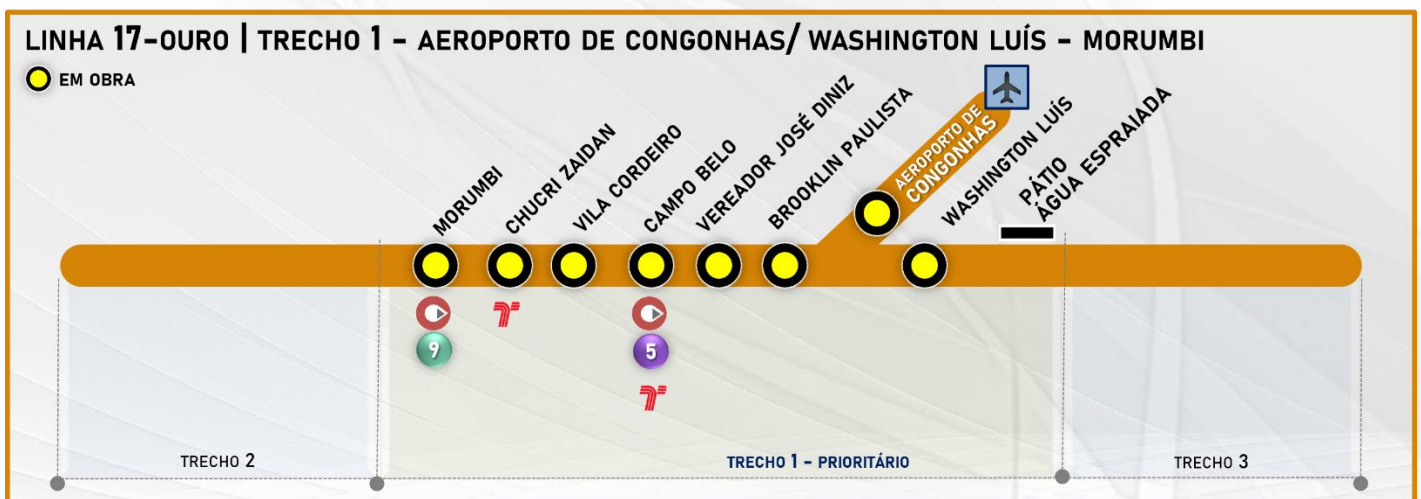 LINHA 17-OURO | TRECHO 1 - AEROPORTO DE CONGONHAS/ WASHINGTON LUÍS - MORUMBI
EM OBRA
MORUMBI
CHUCRI ZAIDAN
VILA CORDEIRO
CAMPO BELO
VEREADOR JOSÉ DINIZ
BROOKLIN PAULISTA
AEROPORTO DE
CONGONHAS
WASHINGTON LUÍS
PÁTIO
ÁGUA ESPRAIADA
9
5
TRECHO 2
TRECHO 1 - PRIORITÁRIO
TRECHO 3